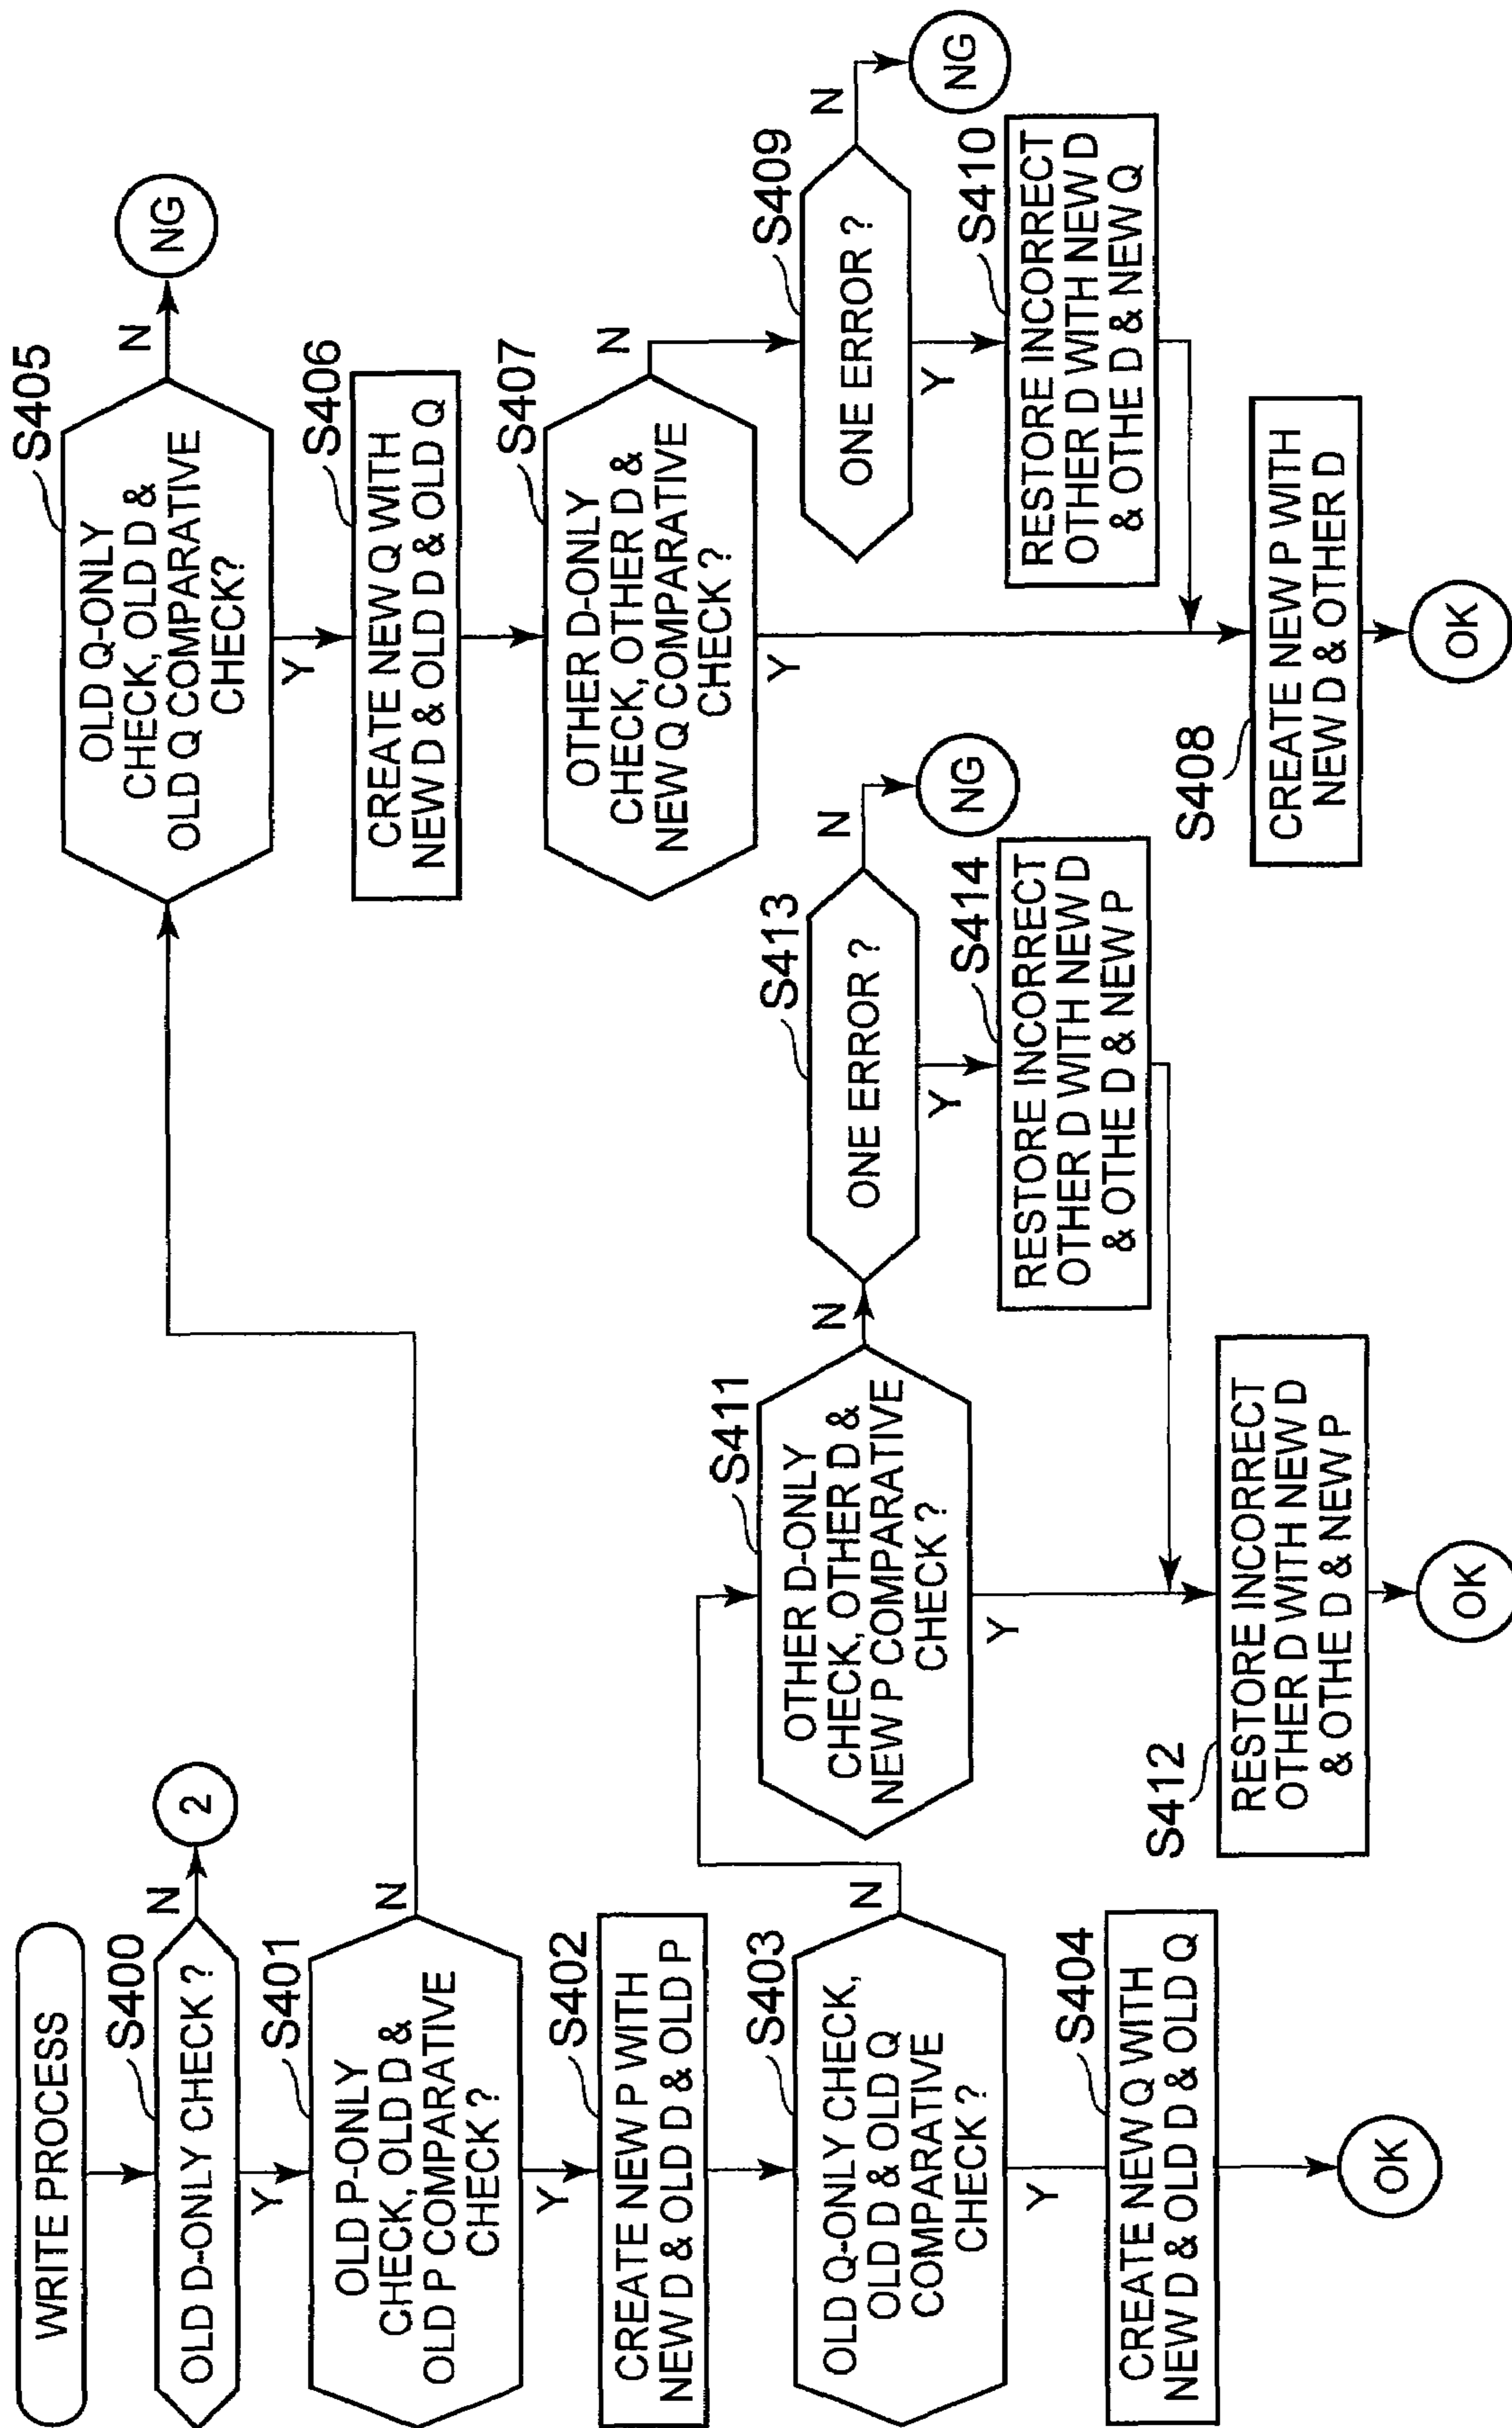 WRITE PROCESS
S400
OLD D-ONLY CHECK ?
N
2
Y
S401
OLD P-ONLY
CHECK, OLD D &
OLD P COMPARATIVE
CHECK ?
N
Y
S402
CREATE NEW P WITH
NEW D & OLD D & OLD P
S403
OLD Q-ONLY CHECK,
OLD D & OLD Q
COMPARATIVE
CHECK ?
N
Y
S404
CREATE NEW Q WITH
NEW D & OLD D & OLD Q
OK
S411
OTHER D-ONLY
CHECK, OTHER D &
NEW P COMPARATIVE
CHECK ?
N
Y
S413
ONE ERROR ?
N
NG
Y
S414
RESTORE INCORRECT
OTHER D WITH NEW D
& OTHE D & NEW P
S412
RESTORE INCORRECT
OTHER D WITH NEW D
& OTHE D & NEW P
OK
S405
OLD Q-ONLY
CHECK, OLD D &
OLD Q COMPARATIVE
CHECK?
N
NG
Y
S406
CREATE NEW Q WITH
NEW D & OLD D & OLD Q
S407
OTHER D-ONLY
CHECK, OTHER D &
NEW Q COMPARATIVE
CHECK ?
N
Y
S409
ONE ERROR ?
N
NG
Y
S410
RESTORE INCORRECT
OTHER D WITH NEW D
& OTHE D & NEW Q
S408
CREATE NEW P WITH
NEW D & OTHER D
OK